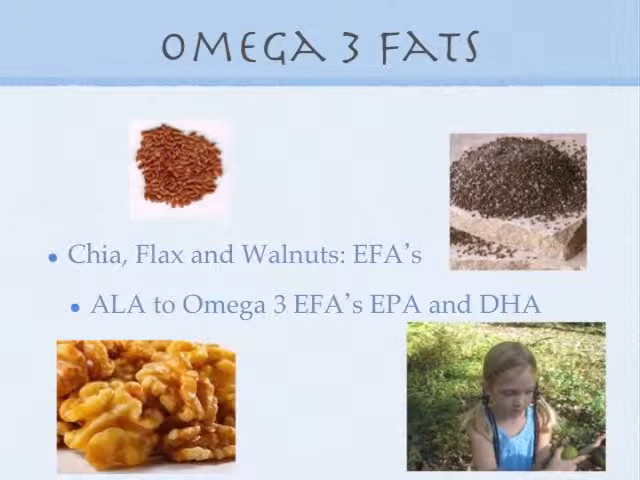 OMEGA 3 FATS
• Chia, Flax and Walnuts: EFA’s
• ALA to Omega 3 EFA’s EPA and DHA